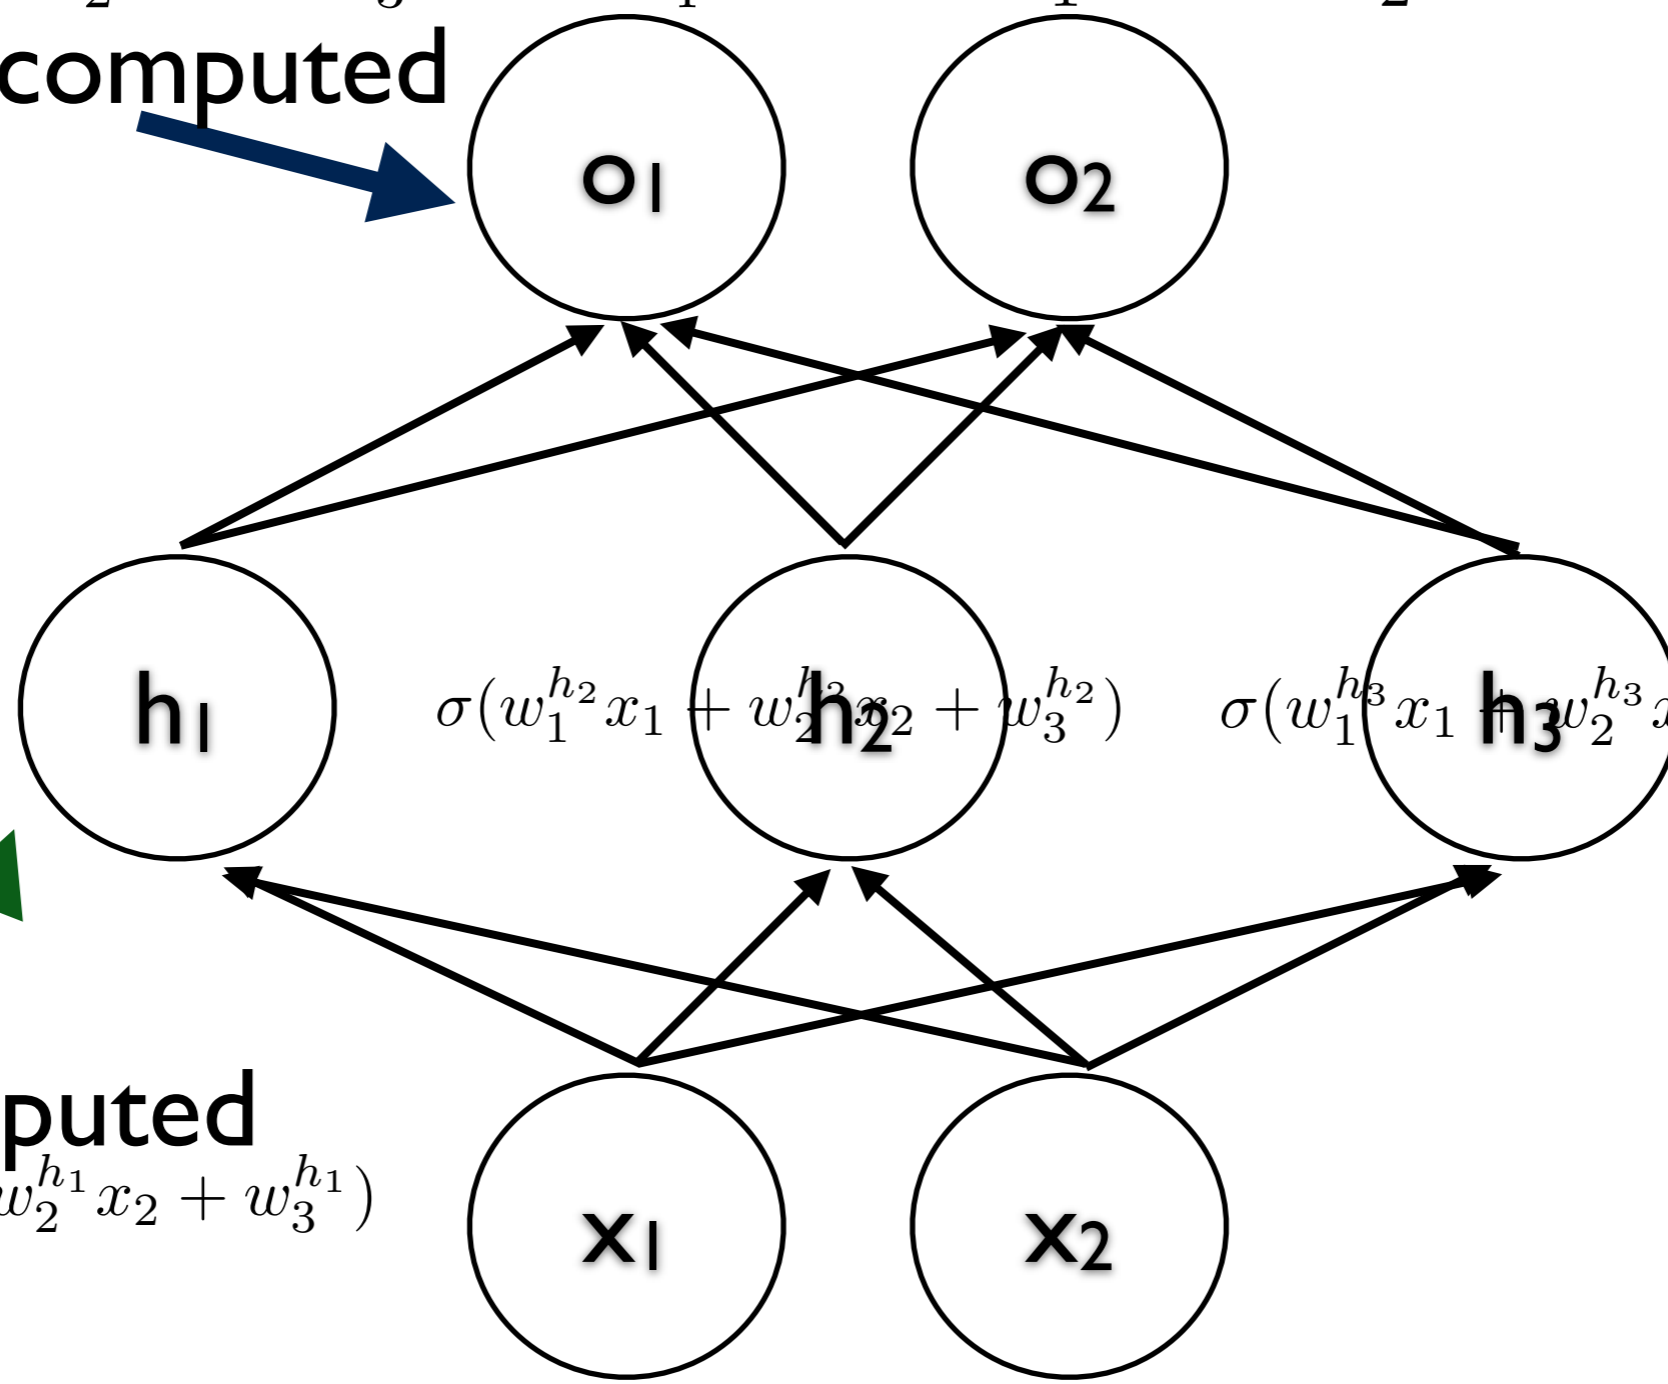 computed
o₁ o₂
h₁ σ(w₁^{h₂}x₁ + w₂^{h₂}x₂ + w₃^{h₂}) h₂ σ(w₁^{h₃}x₁ + w₂^{h₃}x h₃
puted
w₂^{h₁}x₂ + w₃^{h₁})
x₁ x₂